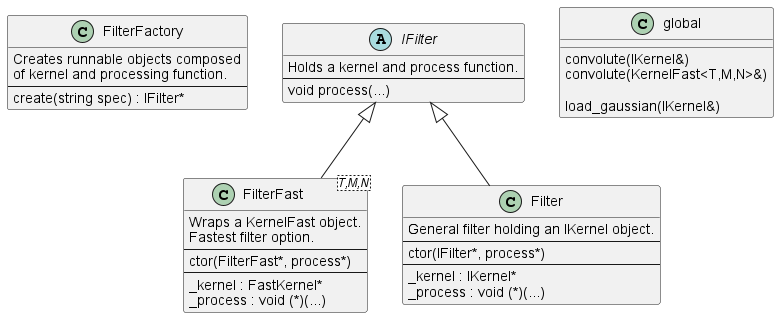 C FilterFactory
Creates runnable objects composed
of kernel and processing function.
create(string spec) : IFilter*
A IFilter
Holds a kernel and process function.
void process(...)
C global
convolute(IKernel&)
convolute(KernelFast<T,M,N>&)
load_gaussian(IKernel&)
C FilterFast
T,M,N
Wraps a KernelFast object.
Fastest filter option.
ctor(FilterFast*, process*)
_kernel : FastKernel*
_process : void (*)(...)
C Filter
General filter holding an IKernel object.
ctor(IFilter*, process*)
_kernel : IKernel*
_process : void (*)(...)